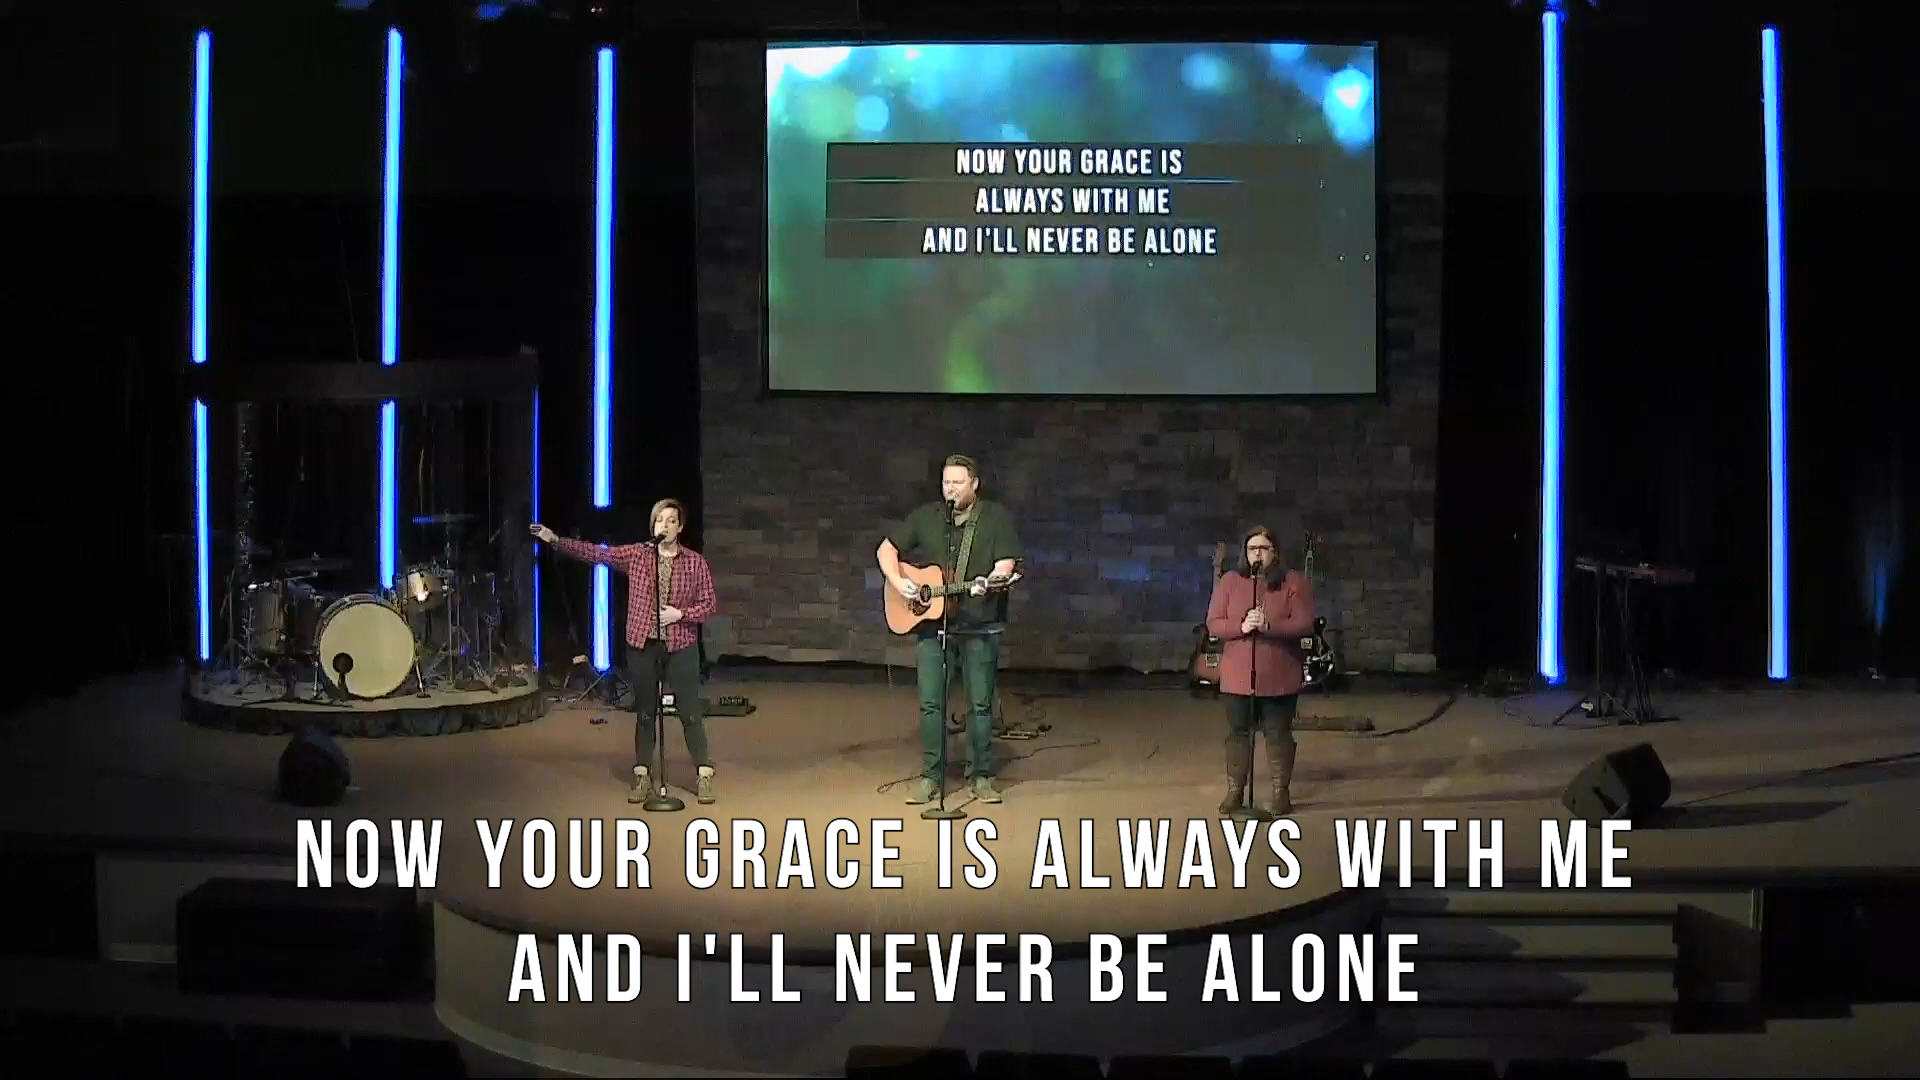 NOW YOUR GRACE IS
ALWAYS WITH ME
AND I'LL NEVER BE ALONE
NOW YOUR GRACE IS ALWAYS WITH ME
AND I'LL NEVER BE ALONE